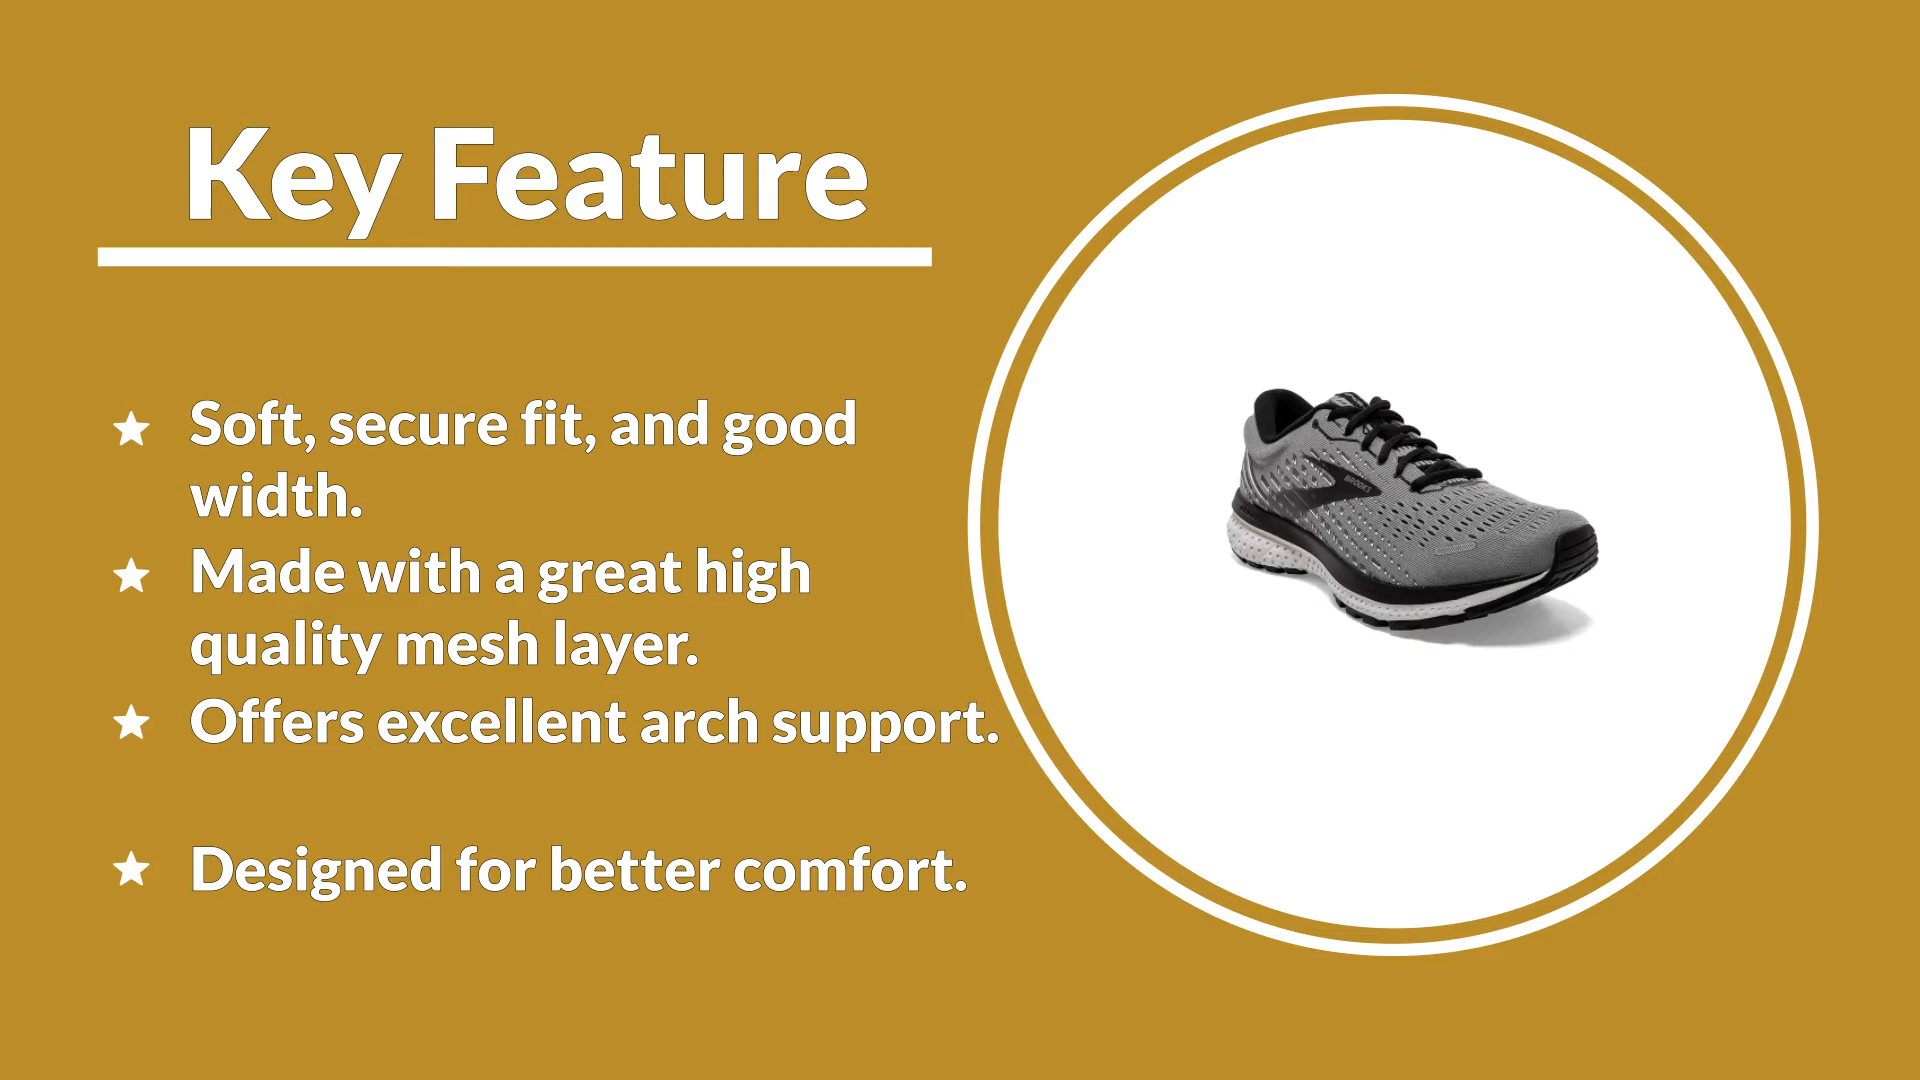 Key Feature
Soft, secure fit, and good
width.
Made with a great high
quality mesh layer.
Offers excellent arch support.
Designed for better comfort.
BROOKS